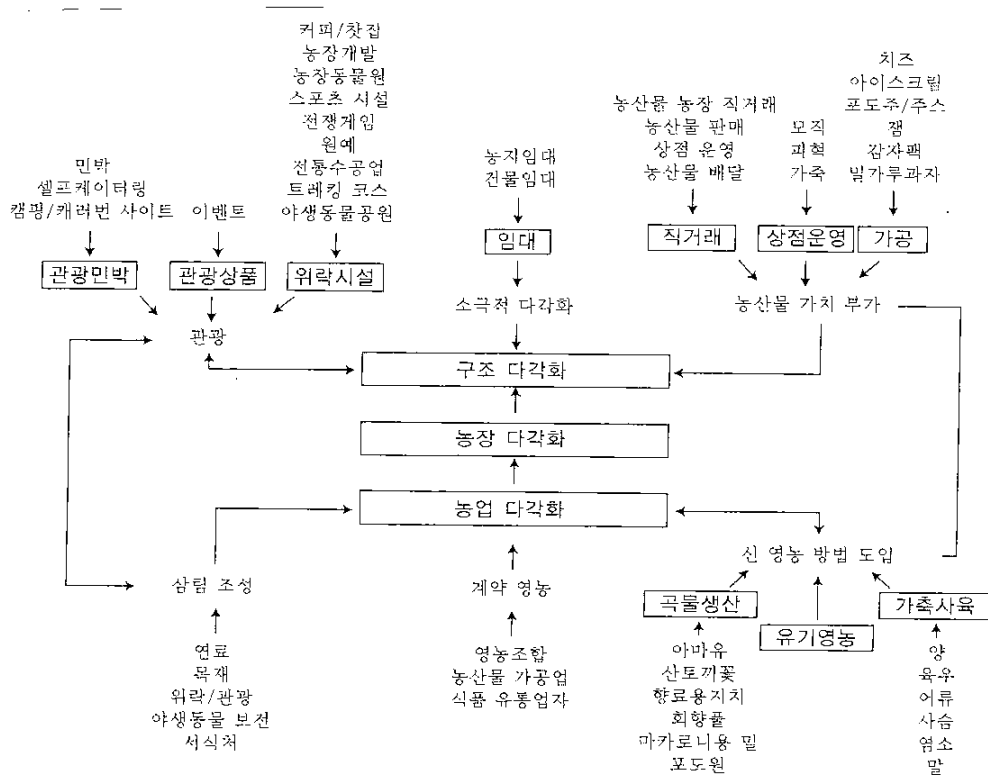 커피/찻집
농장개발
농장동물원
스포츠 시설
전쟁게임
원예
전통수공업
트레킹 코스
야생동물공원
민박
셀프케이터링
캠핑/캐러번 사이트
이벤트
농지임대
건물임대
농산물 농장 직거래
농산물 판매
상점 운영
농산물 배달
모직
피혁
가죽
치즈
아이스크림
포도주/주스
잼
감자팩
밀가루과자
관광민박
관광상품
위락시설
임대
직거래
상점운영
가공
관광
소극적 다각화
농산물 가치 부가
구조 다각화
농장 다각화
농업 다각화
삼림 조성
계약 영농
신 영농 방법 도입
곡물생산
유기영농
가축사육
연료
목재
위락/관광
야생동물 보전
서식처
영농조합
농산물 가공업
식품 유통업자
아마유
산토끼꽃
향료용지치
회향풀
마카로니용 밀
포도원
양
육우
어류
사슴
염소
말